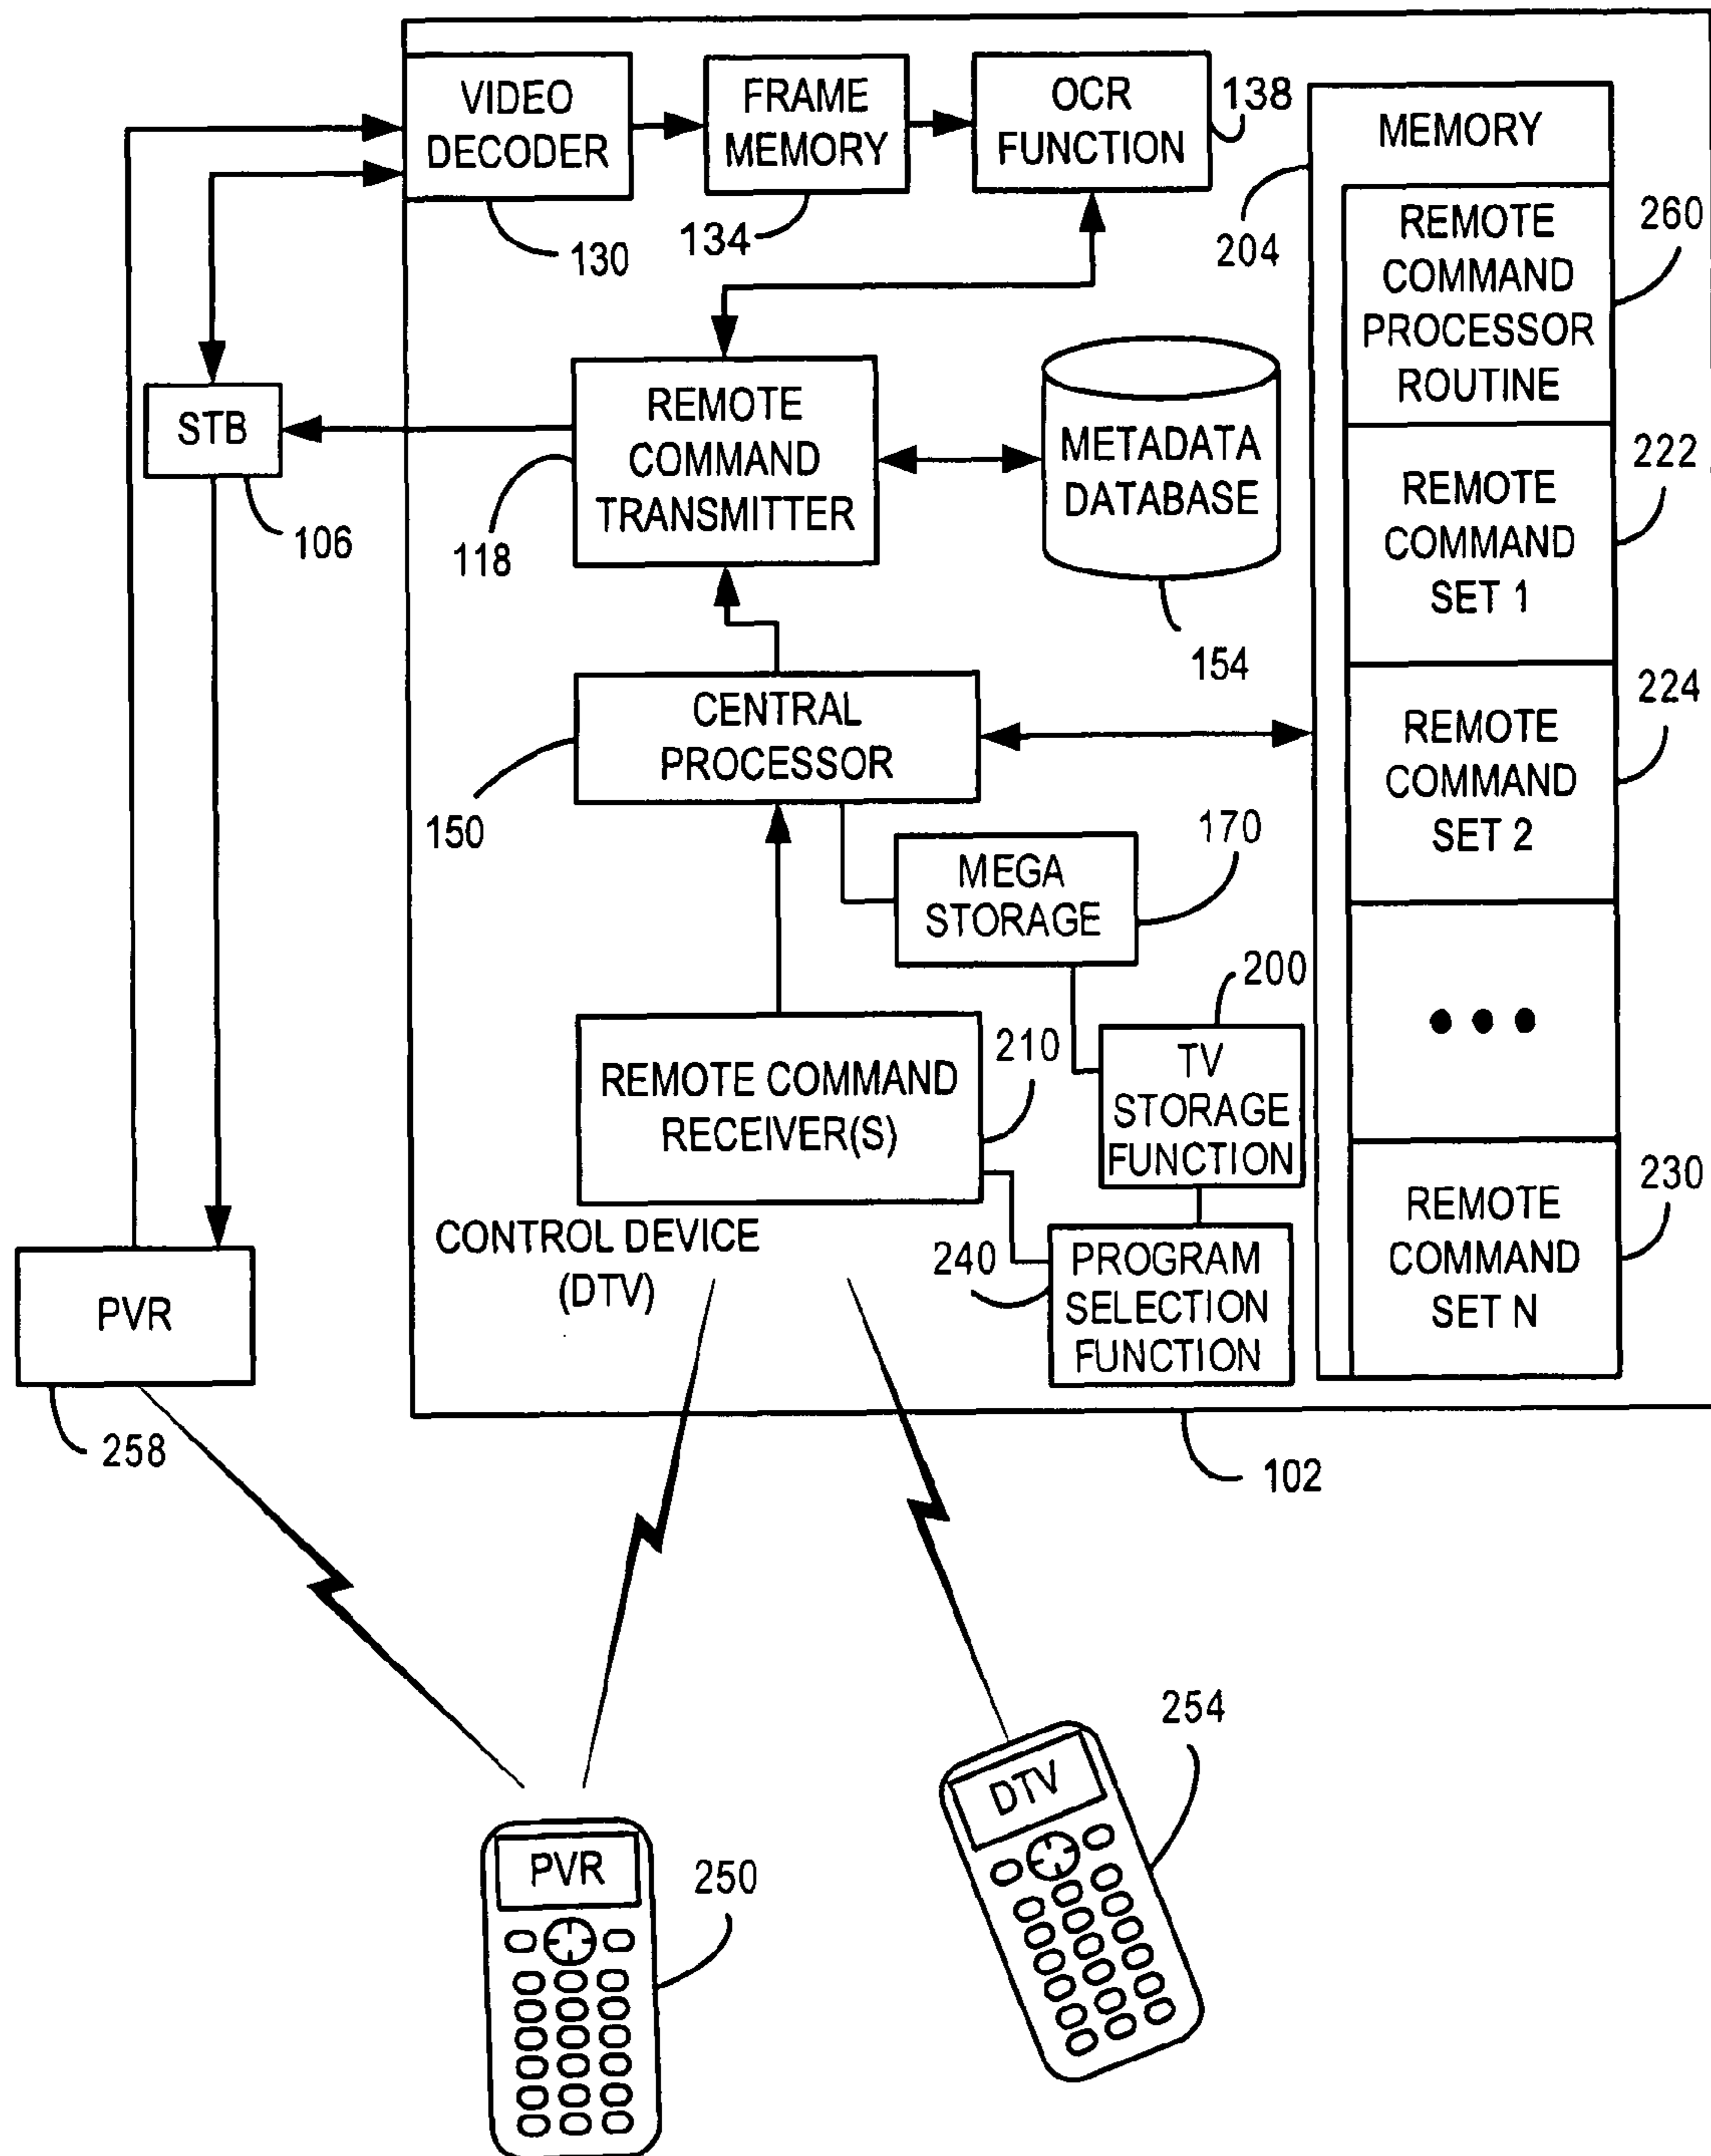 VIDEO
DECODER
130
FRAME
MEMORY
134
OCR
FUNCTION
138
MEMORY
204
REMOTE
COMMAND
PROCESSOR
ROUTINE
260
STB
106
REMOTE
COMMAND
TRANSMITTER
118
METADATA
DATABASE
154
REMOTE
COMMAND
SET 1
222
CENTRAL
PROCESSOR
150
REMOTE
COMMAND
SET 2
224
MEGA
STORAGE
170
•••
REMOTE COMMAND
RECEIVER(S)
210
TV
STORAGE
FUNCTION
200
REMOTE
COMMAND
SET N
230
CONTROL DEVICE
(DTV)
240
PROGRAM
SELECTION
FUNCTION
PVR
258
102
PVR
250
DTV
254